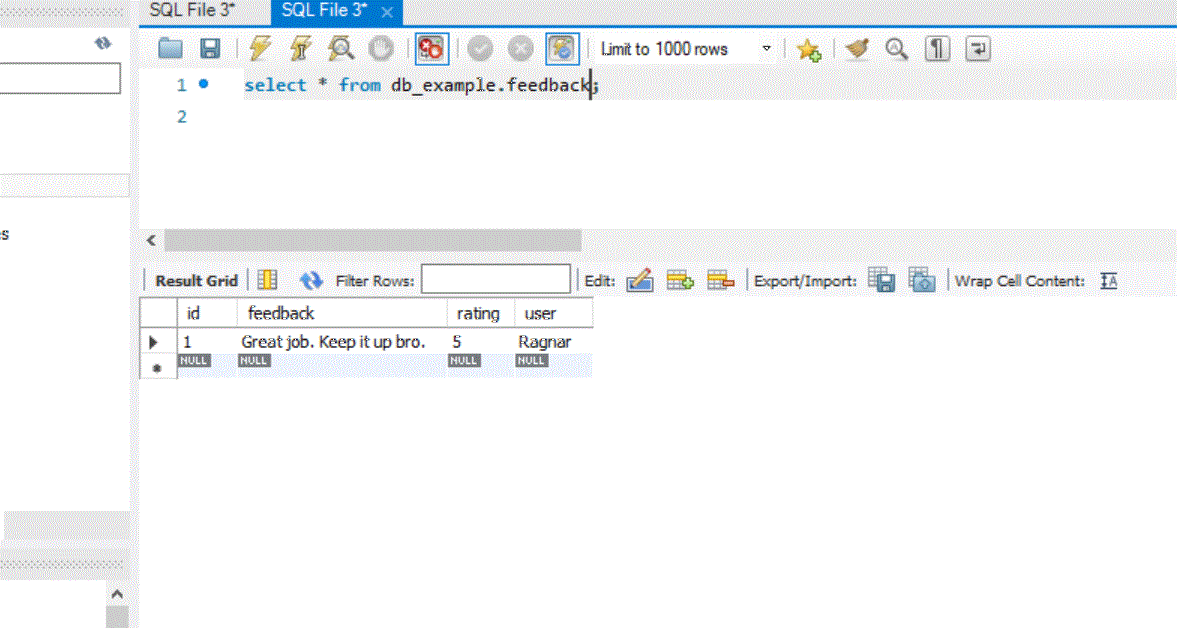 SQL File 3* SQL File 3*
Limit to 1000 rows
1 select * from db_example.feedback;
2
s
Result Grid Filter Rows: Edit: Export/Import: Wrap Cell Content:
id feedback rating user
1 Great job. Keep it up bro. 5 Ragnar
NULL NULL NULL NULL